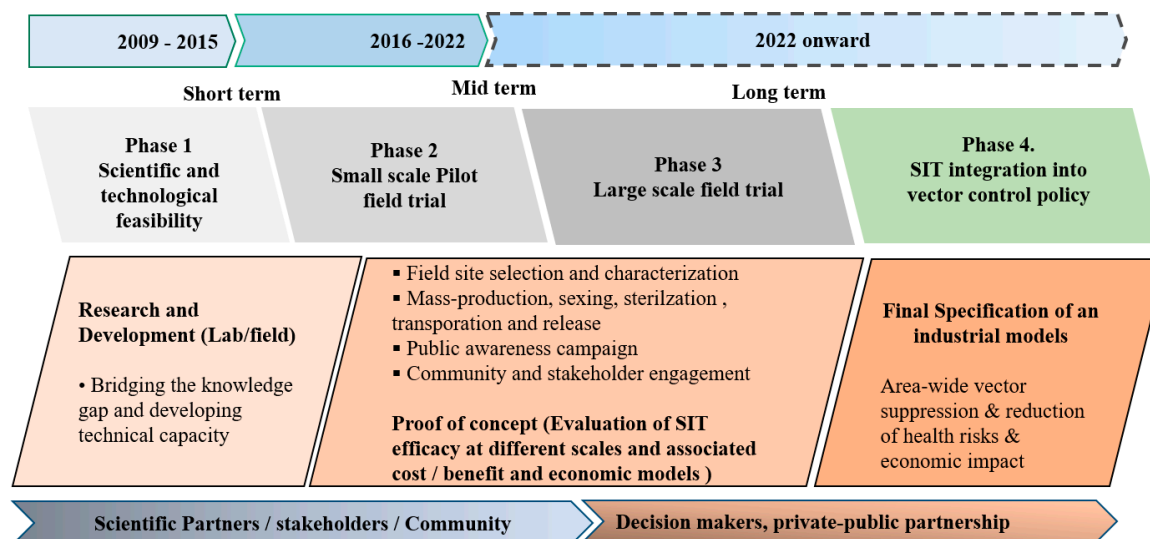 2009 - 2015
2016 -2022
2022 onward
Short term
Mid term
Long term
Phase 1
Scientific and
technological
feasibility
Phase 2
Small scale Pilot
field trial
Phase 3
Large scale field trial
Phase 4.
SIT integration into
vector control policy
Research and
Development (Lab/field)
• Bridging the knowledge
gap and developing
technical capacity
▪ Field site selection and characterization
▪ Mass-production, sexing, sterilzation ,
transporation and release
▪ Public awareness campaign
▪ Community and stakeholder engagement
Proof of concept (Evaluation of SIT
efficacy at different scales and associated
cost / benefit and economic models )
Final Specification of an
industrial models
Area-wide vector
suppression & reduction
of health risks &
economic impact
Scientific Partners / stakeholders / Community
Decision makers, private-public partnership